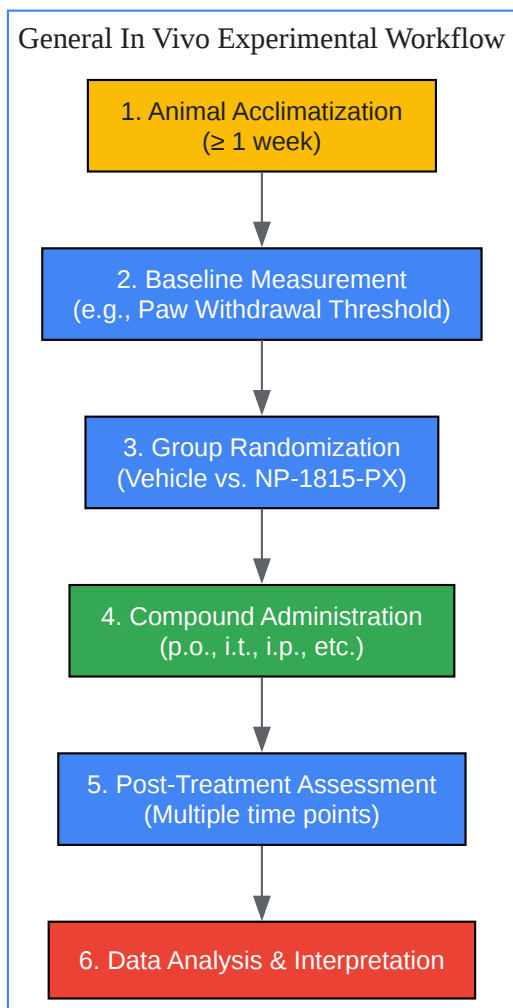 General In Vivo Experimental Workflow
1. Animal Acclimatization
(≥ 1 week)
2. Baseline Measurement
(e.g., Paw Withdrawal Threshold)
3. Group Randomization
(Vehicle vs. NP-1815-PX)
4. Compound Administration
(p.o., i.t., i.p., etc.)
5. Post-Treatment Assessment
(Multiple time points)
6. Data Analysis & Interpretation